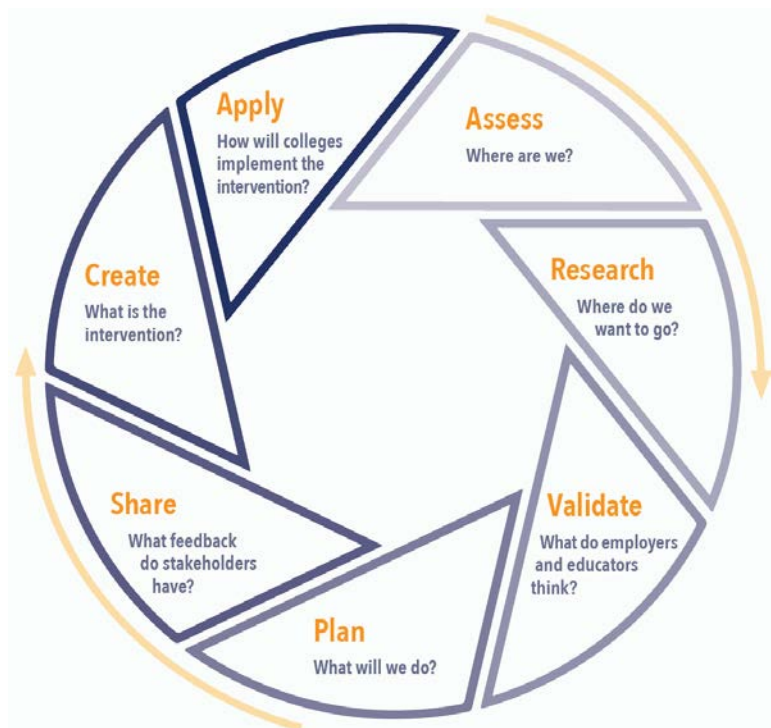 Apply
How will colleges
implement the
intervention?
Assess
Where are we?
Research
Where do we
want to go?
Validate
What do employers
and educators
think?
Plan
What will we do?
Share
What feedback
do stakeholders
have?
Create
What is the
intervention?